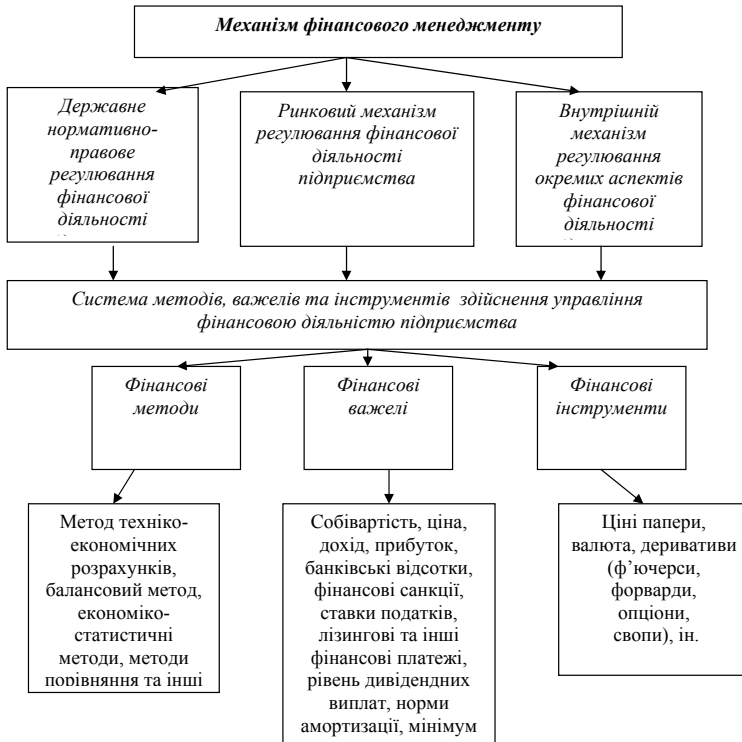 Механізм фінансового менеджменту
Державне
нормативно-
правове
регулювання
фінансової
діяльності
Ринковий механізм
регулювання фінансової
діяльності
підприємства
Внутрішній
механізм
регулювання
окремих аспектів
фінансової
діяльності
Система методів, важелів та інструментів здійснення управління
фінансовою діяльністю підприємства
Фінансові
методи
Фінансові
важелі
Фінансові
інструменти
Метод техніко-
економічних
розрахунків,
балансовий метод,
економіко-
статистичні
методи, методи
порівняння та інші
Собівартість, ціна,
дохід, прибуток,
банківські відсотки,
фінансові санкції,
ставки податків,
лізингові та інші
фінансові платежі,
рівень дивідендних
виплат, норми
амортизації, мінімум
Ціні папери,
валюта, деривативи
(ф’ючерси,
форварди,
опціони,
свопи), ін.